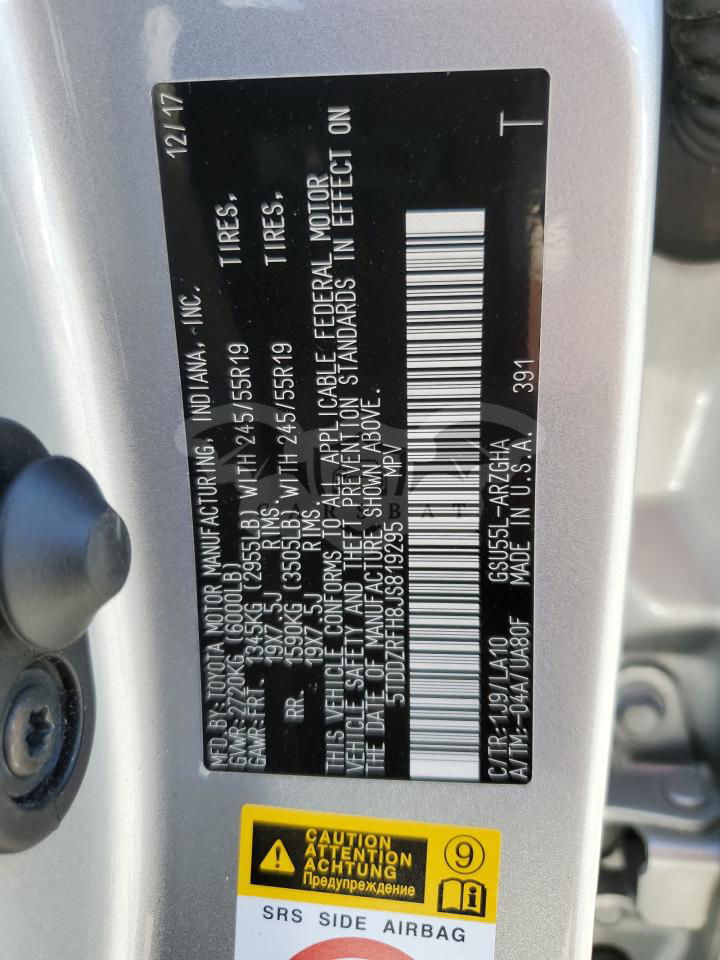 MFD.BY:TOYOTA MOTOR MANUFACTURING, INDIANA, INC. 12/17
GVWR:2720KG (6000LB)
GAWR:FRT. 1345KG (2955LB) WITH 245/55R19 TIRES,
19X7.5J RIMS.
RR. 1590KG (3505LB) WITH 245/55R19 TIRES,
19X7.5J RIMS.
THIS VEHICLE CONFORMS TO ALL APPLICABLE FEDERAL MOTOR
VEHICLE SAFETY AND THEFT PREVENTION STANDARDS IN EFFECT ON
THE DATE OF MANUFACTURE SHOWN ABOVE.
5TDDZRFH8JS849295 MPV
C/TR:1J9/LA10 GSU55L-ARZGHA
A/TM:-04A/UA80F MADE IN U.S.A. 391 T
CARSBAT
CAUTION
ATTENTION
ACHTUNG
Предупреждение
9
i
SRS SIDE AIRBAG